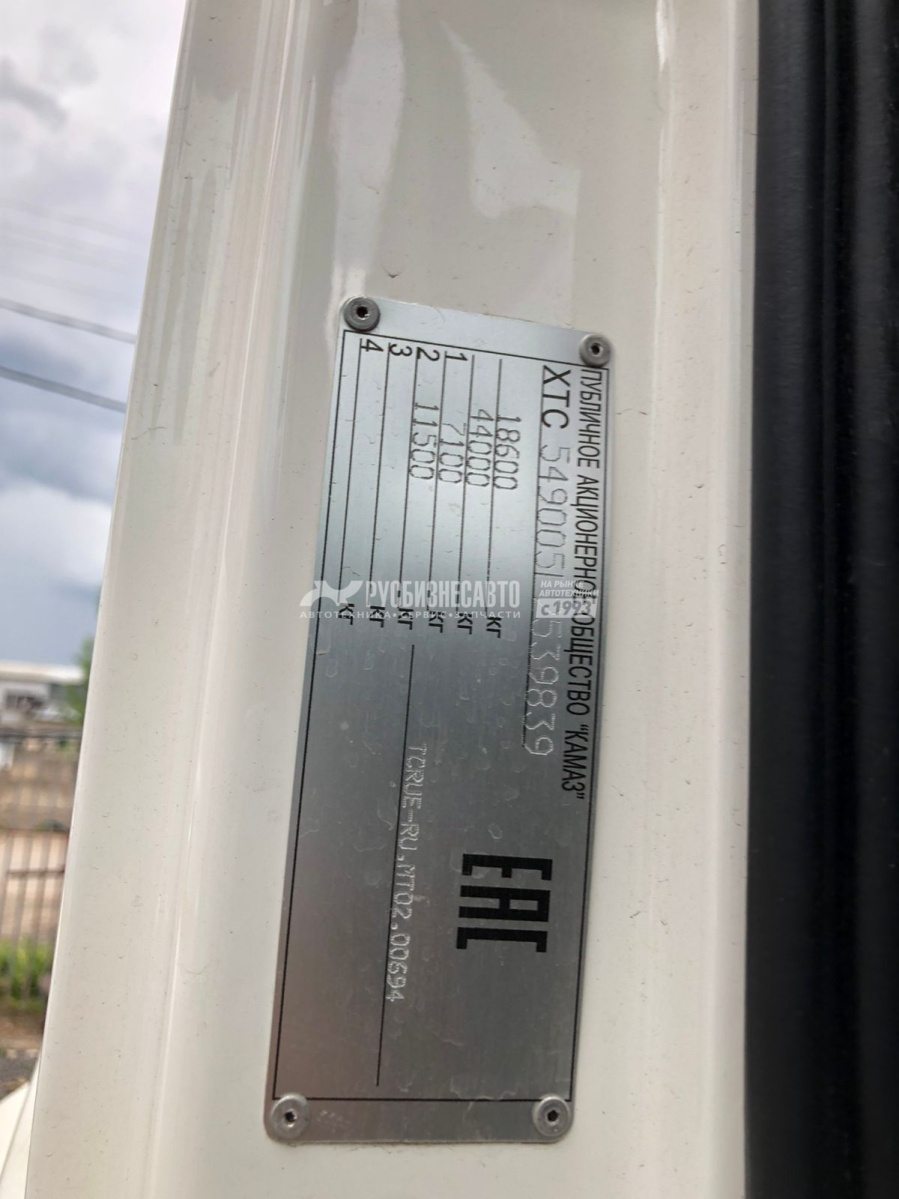 ПУБЛИЧНОЕ АКЦИОНЕРНОЕ ОБЩЕСТВО "КАМАЗ"
XTC 549005 539839
18600 кг
44000 кг
1 7100 кг
2 11500 кг
3 кг
4 кг
TCRUE-RU.MT02.00694
EAC
РУСБИЗНЕСАВТО
АВТОТЕХНИКА•СЕРВИС•ЗАПЧАСТИ
НА РЫНКЕ
АВТОТЕХНИКИ
с 1993